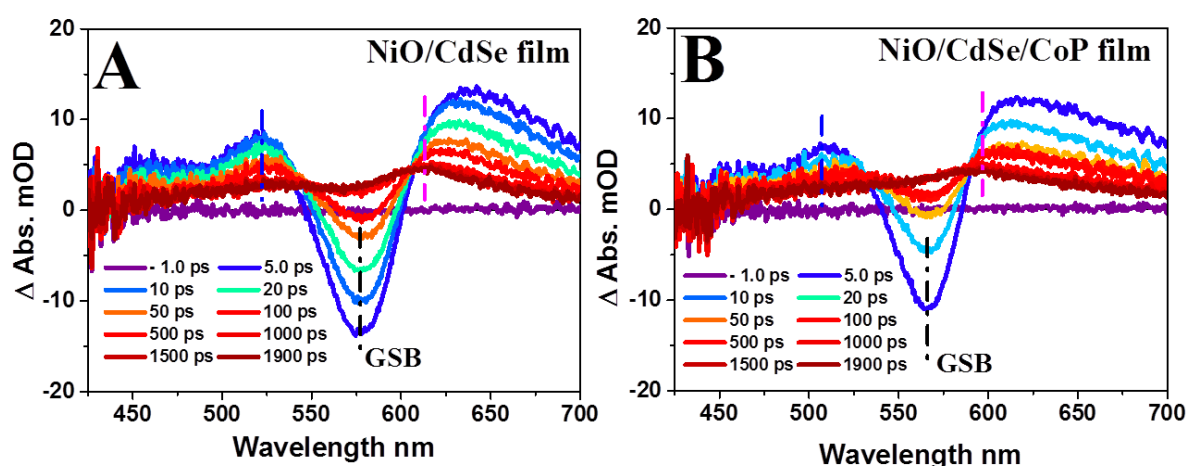 A
NiO/CdSe film
Δ Abs. mOD
20
10
0
-10
-20
- 1.0 ps
5.0 ps
10 ps
20 ps
50 ps
100 ps
500 ps
1000 ps
1500 ps
1900 ps
GSB
450 500 550 600 650 700
Wavelength nm
B
NiO/CdSe/CoP film
Δ Abs. mOD
20
10
0
-10
-20
- 1.0 ps
5.0 ps
10 ps
20 ps
50 ps
100 ps
500 ps
1000 ps
1500 ps
1900 ps
GSB
450 500 550 600 650 700
Wavelength nm